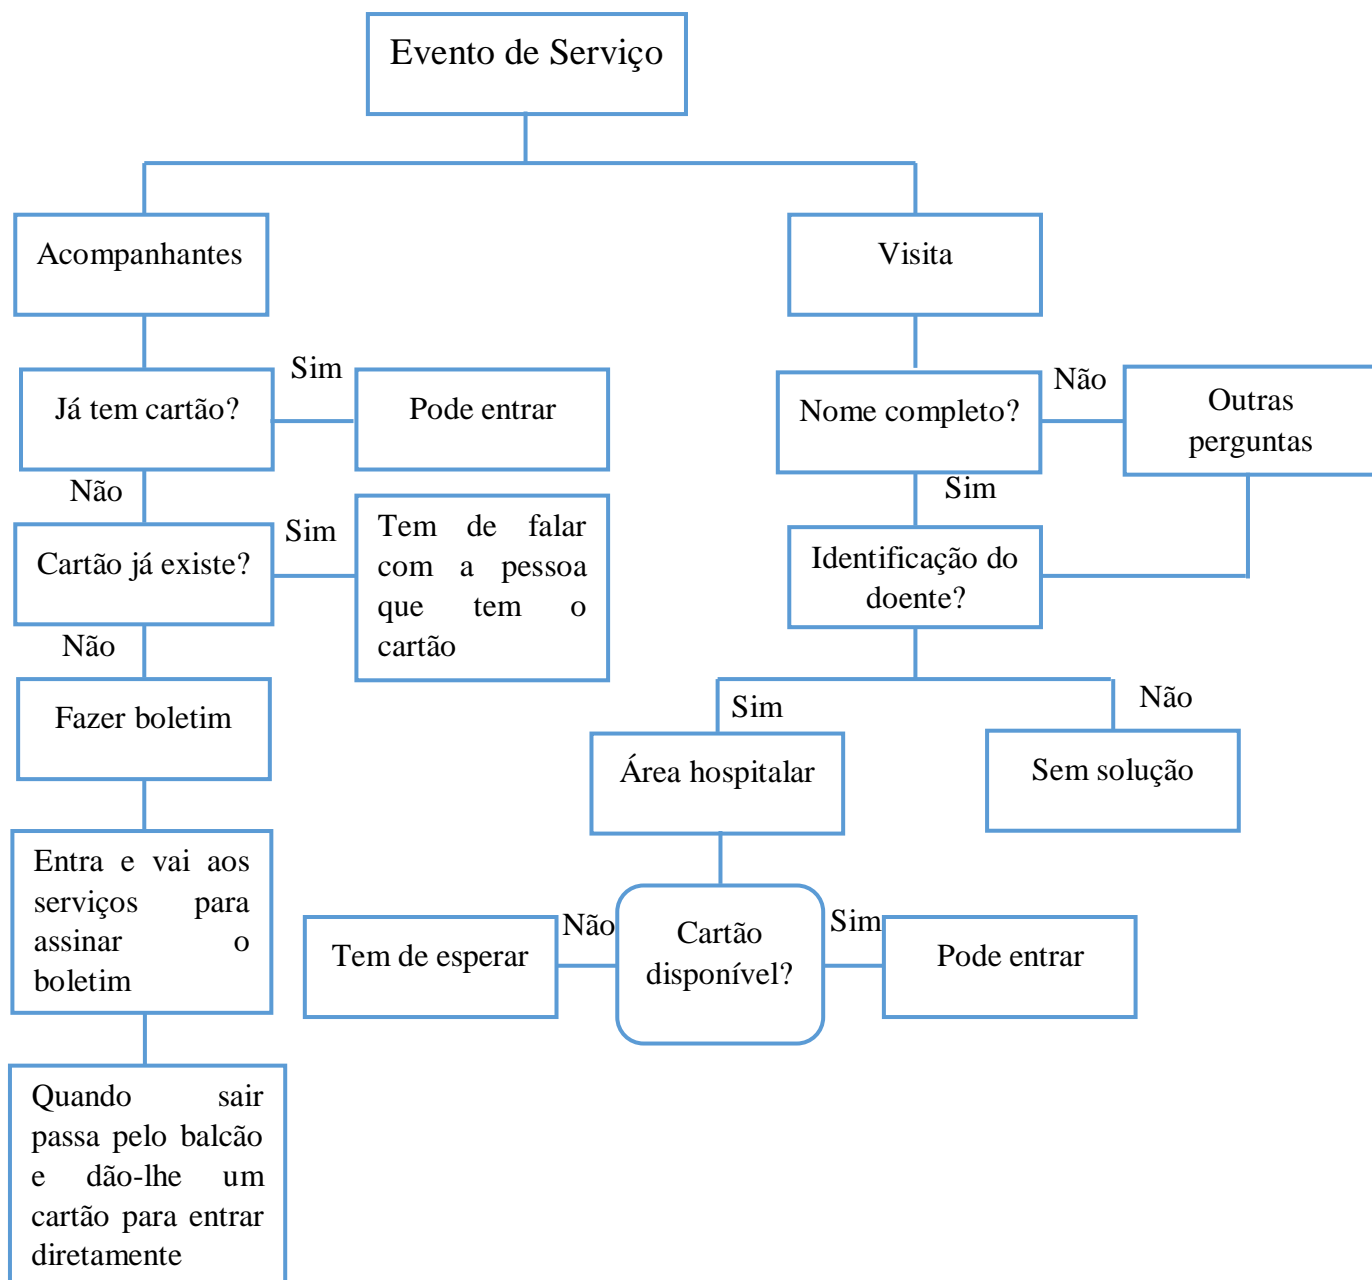 Evento de Serviço
Acompanhantes
Visita
Já tem cartão?
Sim
Pode entrar
Nome completo?
Não
Outras
perguntas
Não
Sim
Cartão já existe?
Sim
Tem de falar
com a pessoa
que tem o
cartão
Identificação do
doente?
Não
Fazer boletim
Sim
Não
Área hospitalar
Sem solução
Entra e vai aos
serviços para
assinar o
boletim
Tem de esperar
Não
Cartão
disponível?
Sim
Pode entrar
Quando sair
passa pelo balcão
e dão-lhe um
cartão para entrar
diretamente